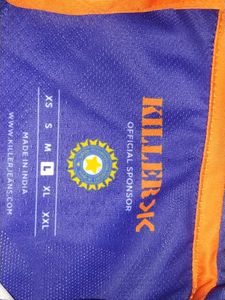 KILLER
OFFICIAL SPONSOR
XS S M L XL XXL
MADE IN INDIA
WWW.KILLERJEANS.COM